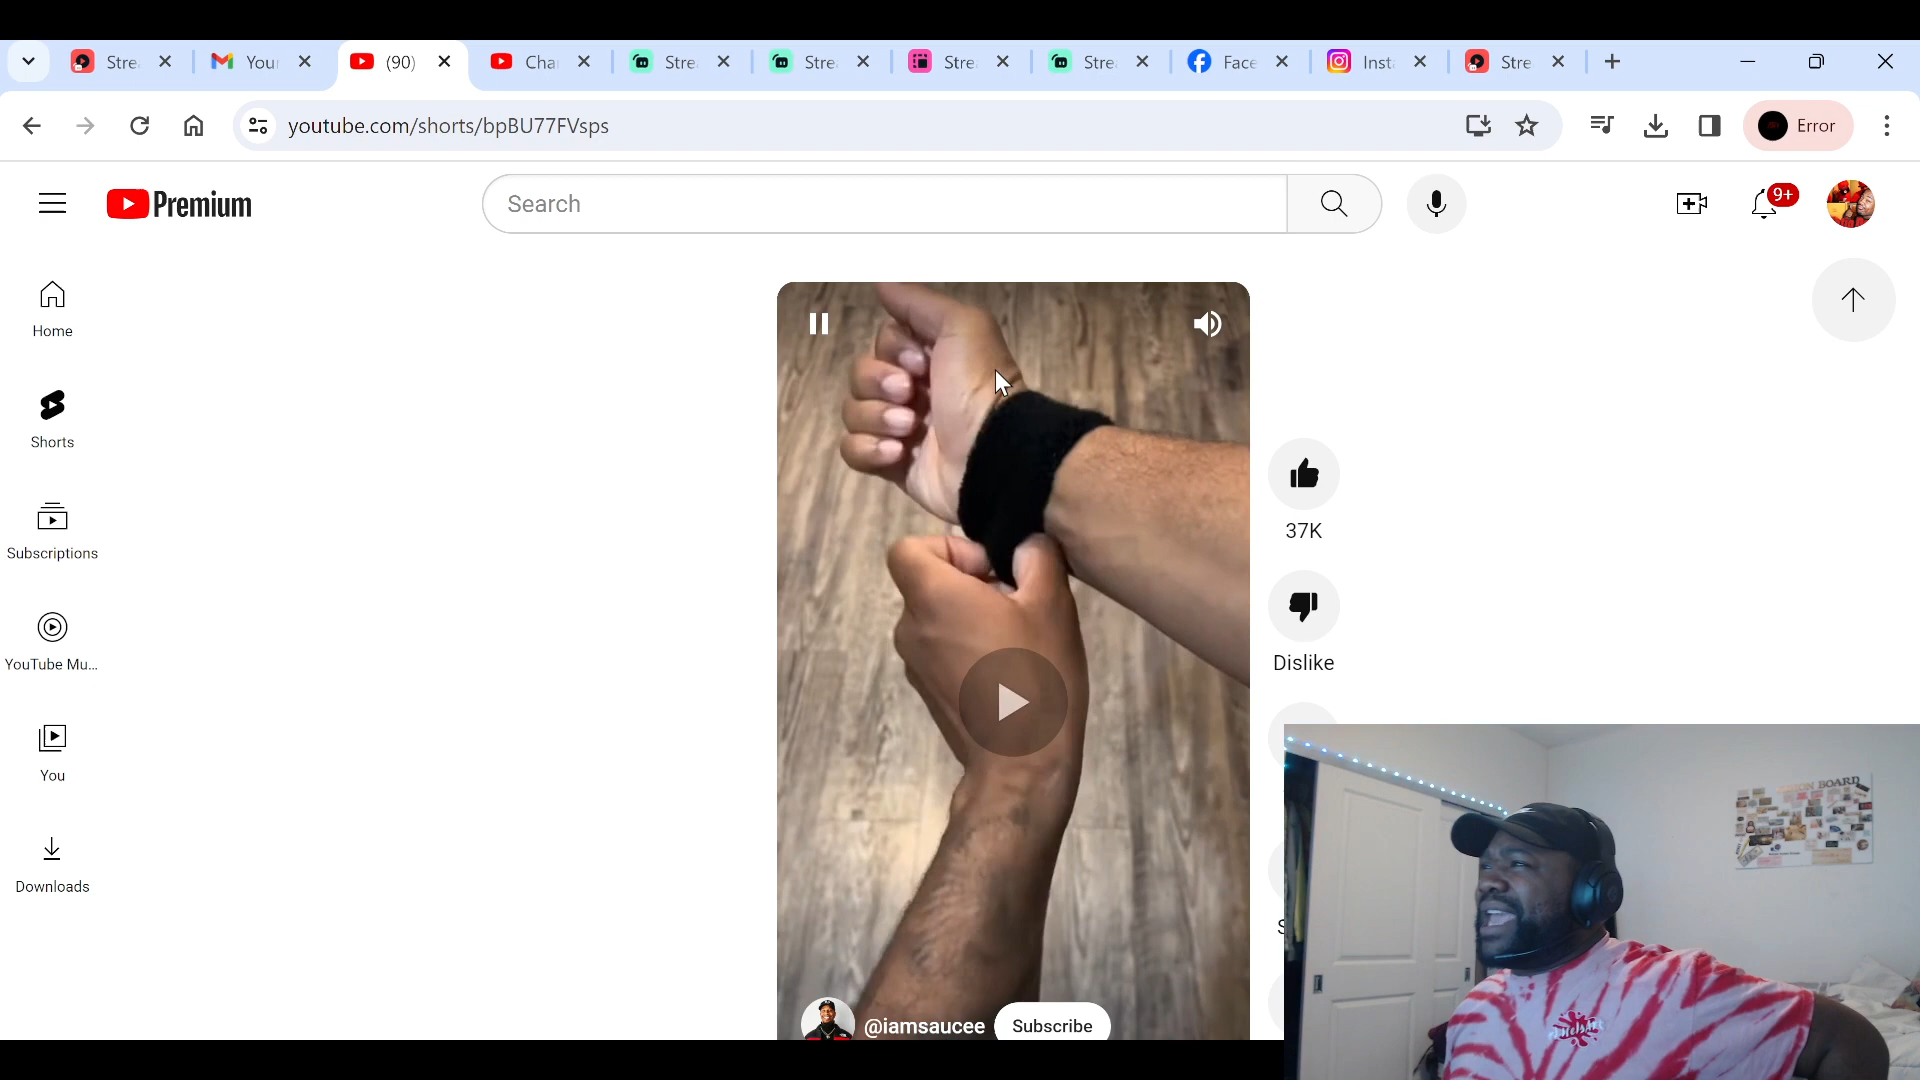 Stre
You
(90)
Cha
Stre
Stre
Stre
Stre
Face
Inst
Stre
youtube.com/shorts/bpBU77FVsps
Error
Premium
Search
9+
Home
Shorts
Subscriptions
YouTube Mu...
You
Downloads
37K
Dislike
@iamsaucee
Subscribe
BOARD